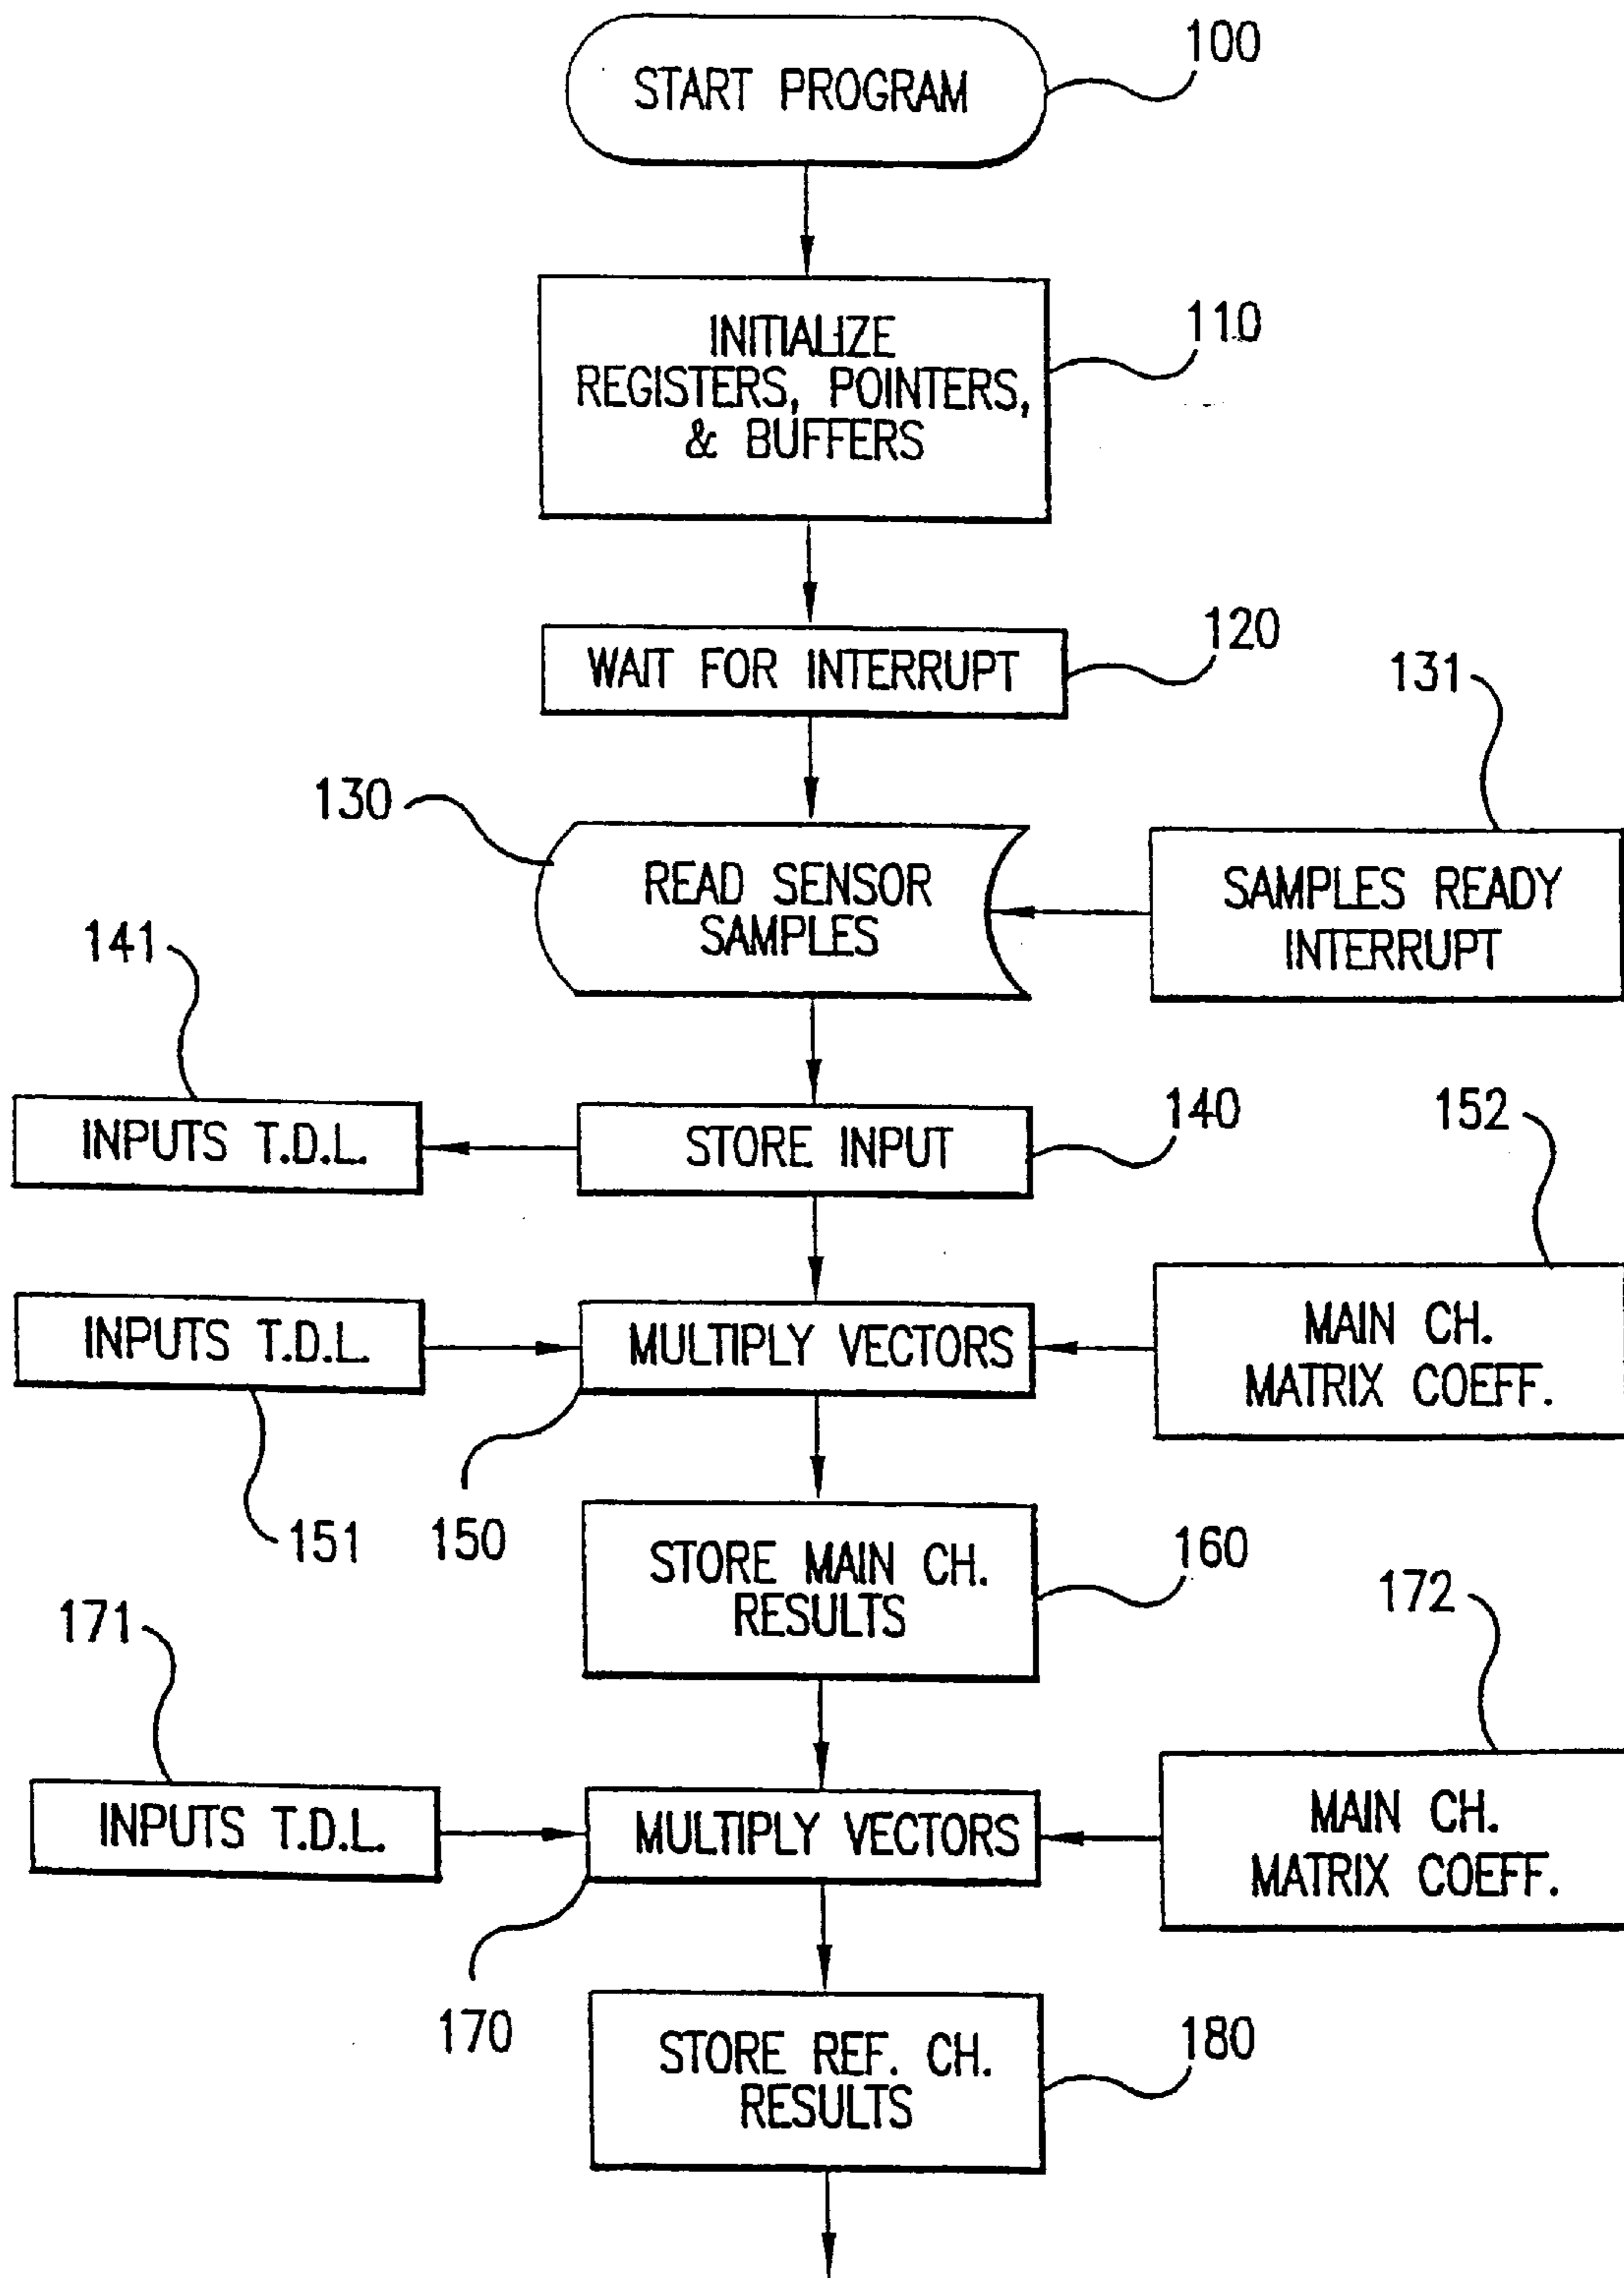 START PROGRAM
100
INITIALIZE
REGISTERS, POINTERS,
& BUFFERS
110
WAIT FOR INTERRUPT
120
131
130
READ SENSOR
SAMPLES
SAMPLES READY
INTERRUPT
141
INPUTS T.D.L.
STORE INPUT
140
152
INPUTS T.D.L.
MULTIPLY VECTORS
MAIN CH.
MATRIX COEFF.
151
150
STORE MAIN CH.
RESULTS
160
171
172
INPUTS T.D.L.
MULTIPLY VECTORS
MAIN CH.
MATRIX COEFF.
170
STORE REF. CH.
RESULTS
180